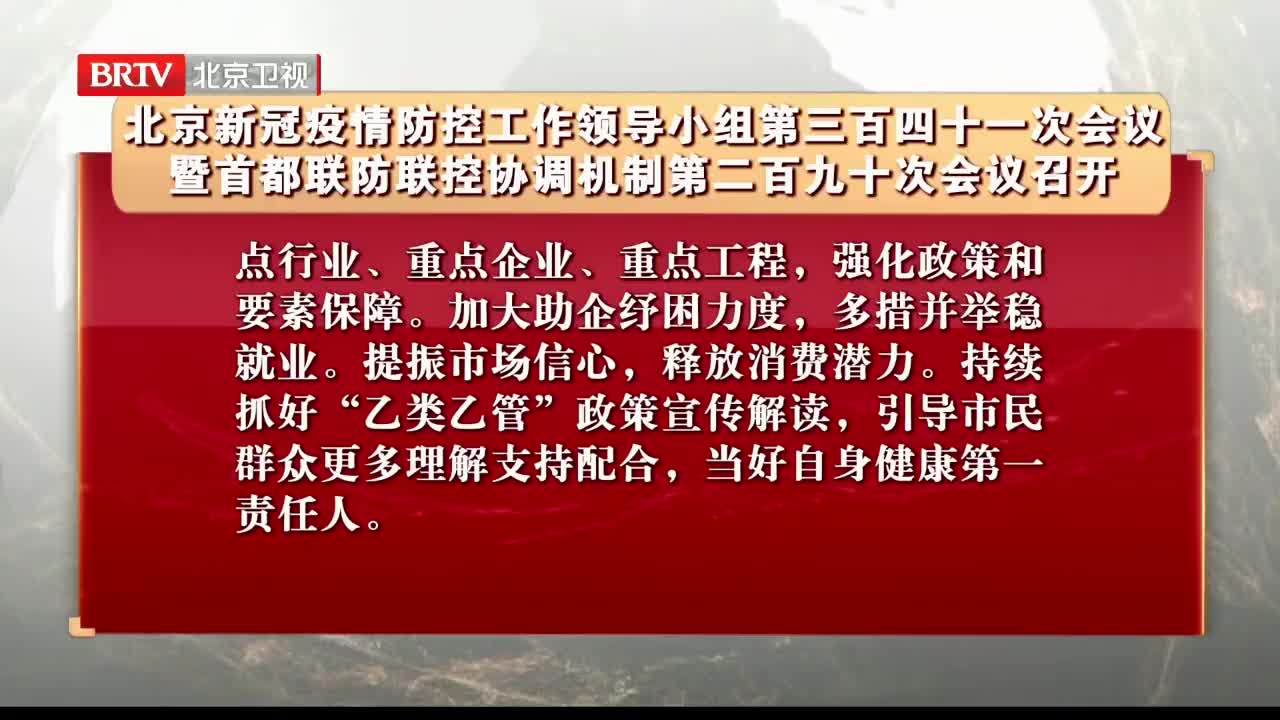 BRTV 北京卫视
北京新冠疫情防控工作领导小组第三百四十一次会议
暨首都联防联控协调机制第二百九十次会议召开
点行业、重点企业、重点工程，强化政策和
要素保障。加大助企纾困力度，多措并举稳
就业。提振市场信心，释放消费潜力。持续
抓好“乙类乙管”政策宣传解读，引导市民
群众更多理解支持配合，当好自身健康第一
责任人。